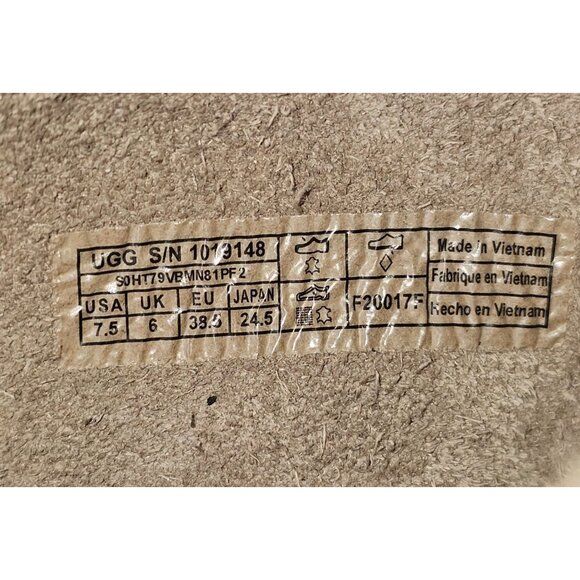 UGG S/N 1019148
S0HT79VBMN81PF2
USA UK EU JAPAN
7.5 6 38.5 24.5
F20017F
Made in Vietnam
Fabrique en Vietnam
Hecho en Vietnam